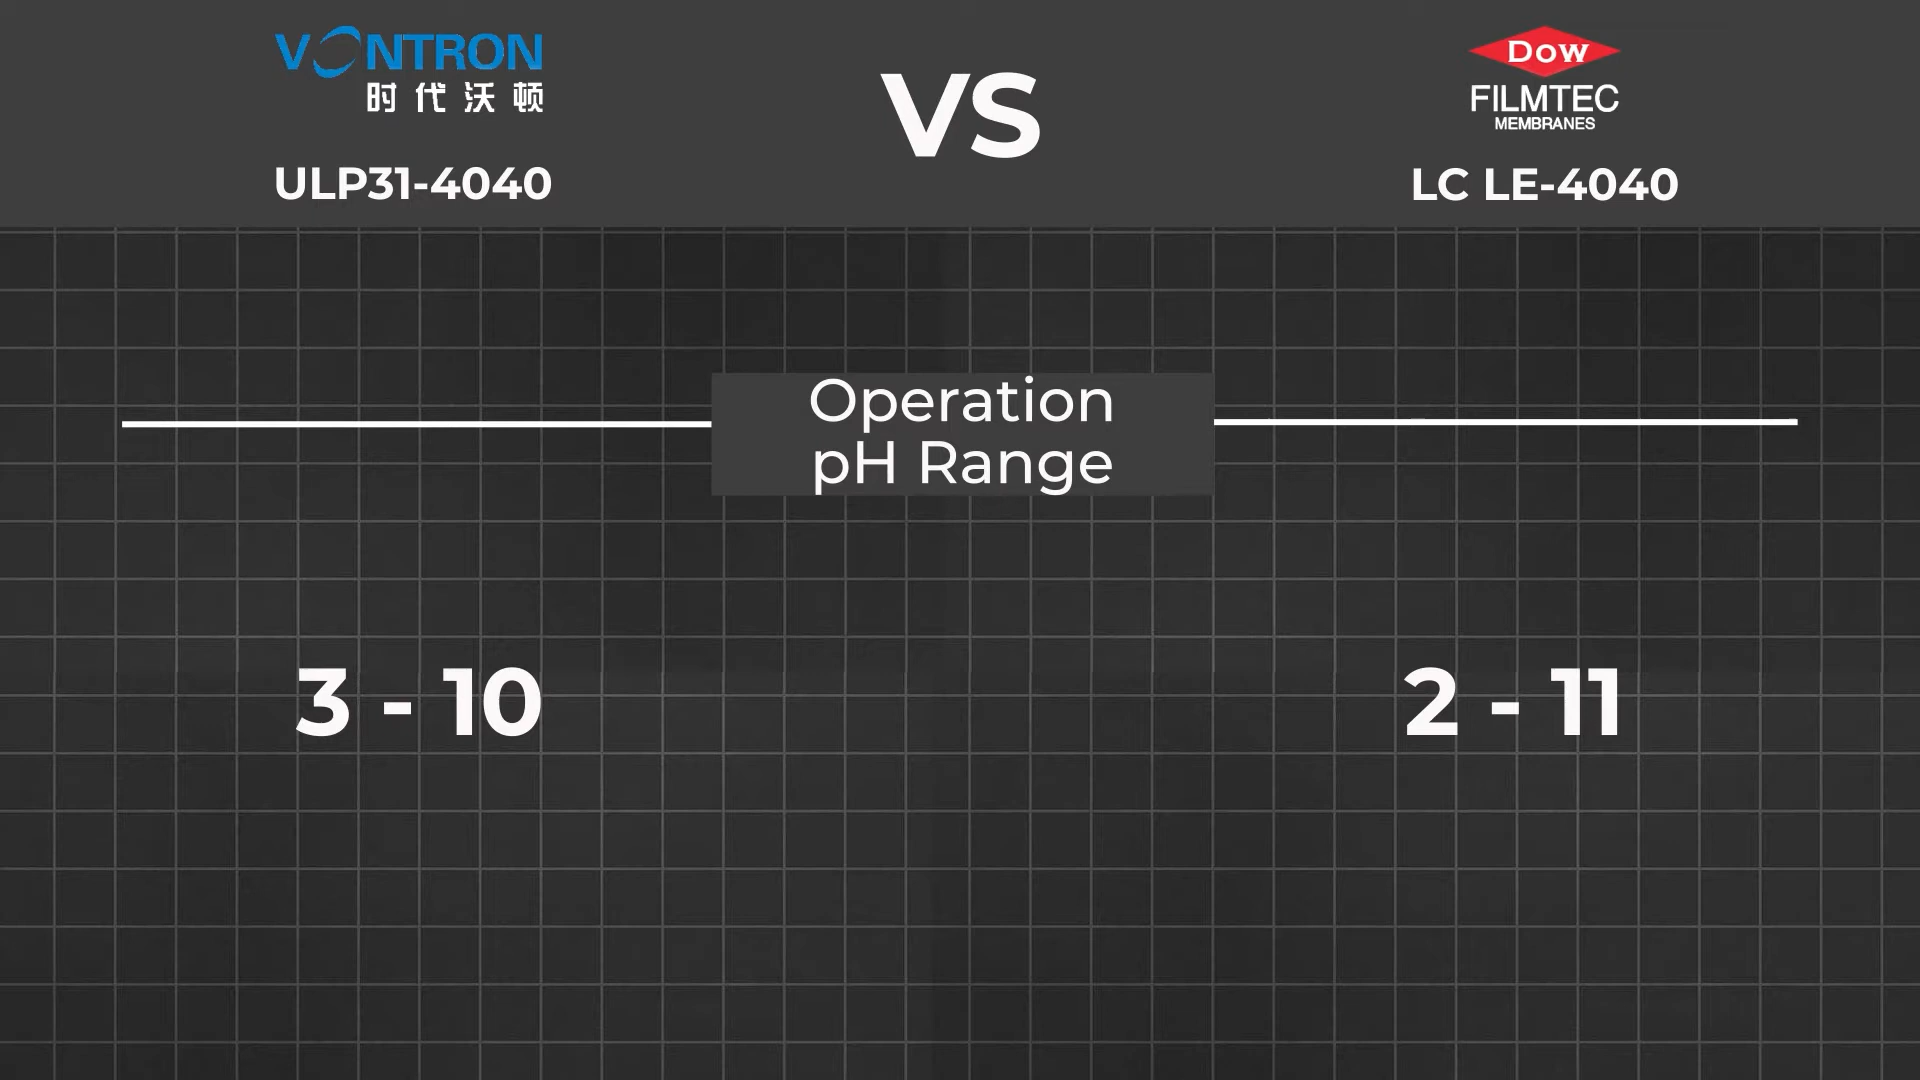 VONTRON
时代沃顿
ULP31-4040
VS
DOW
FILMTEC
MEMBRANES
LC LE-4040
Operation
pH Range
3 - 10
2 - 11